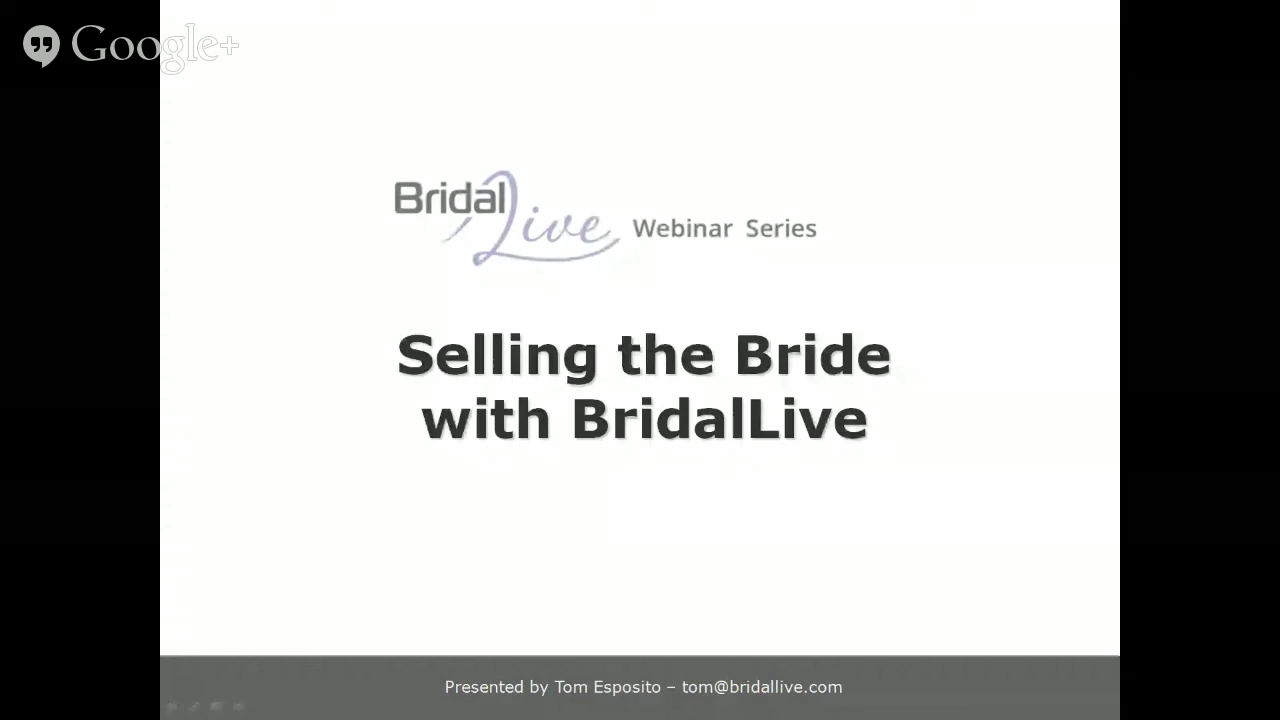 Google+
Bridal Live Webinar Series
Selling the Bride
with BridalLive
Presented by Tom Esposito – tom@bridallive.com